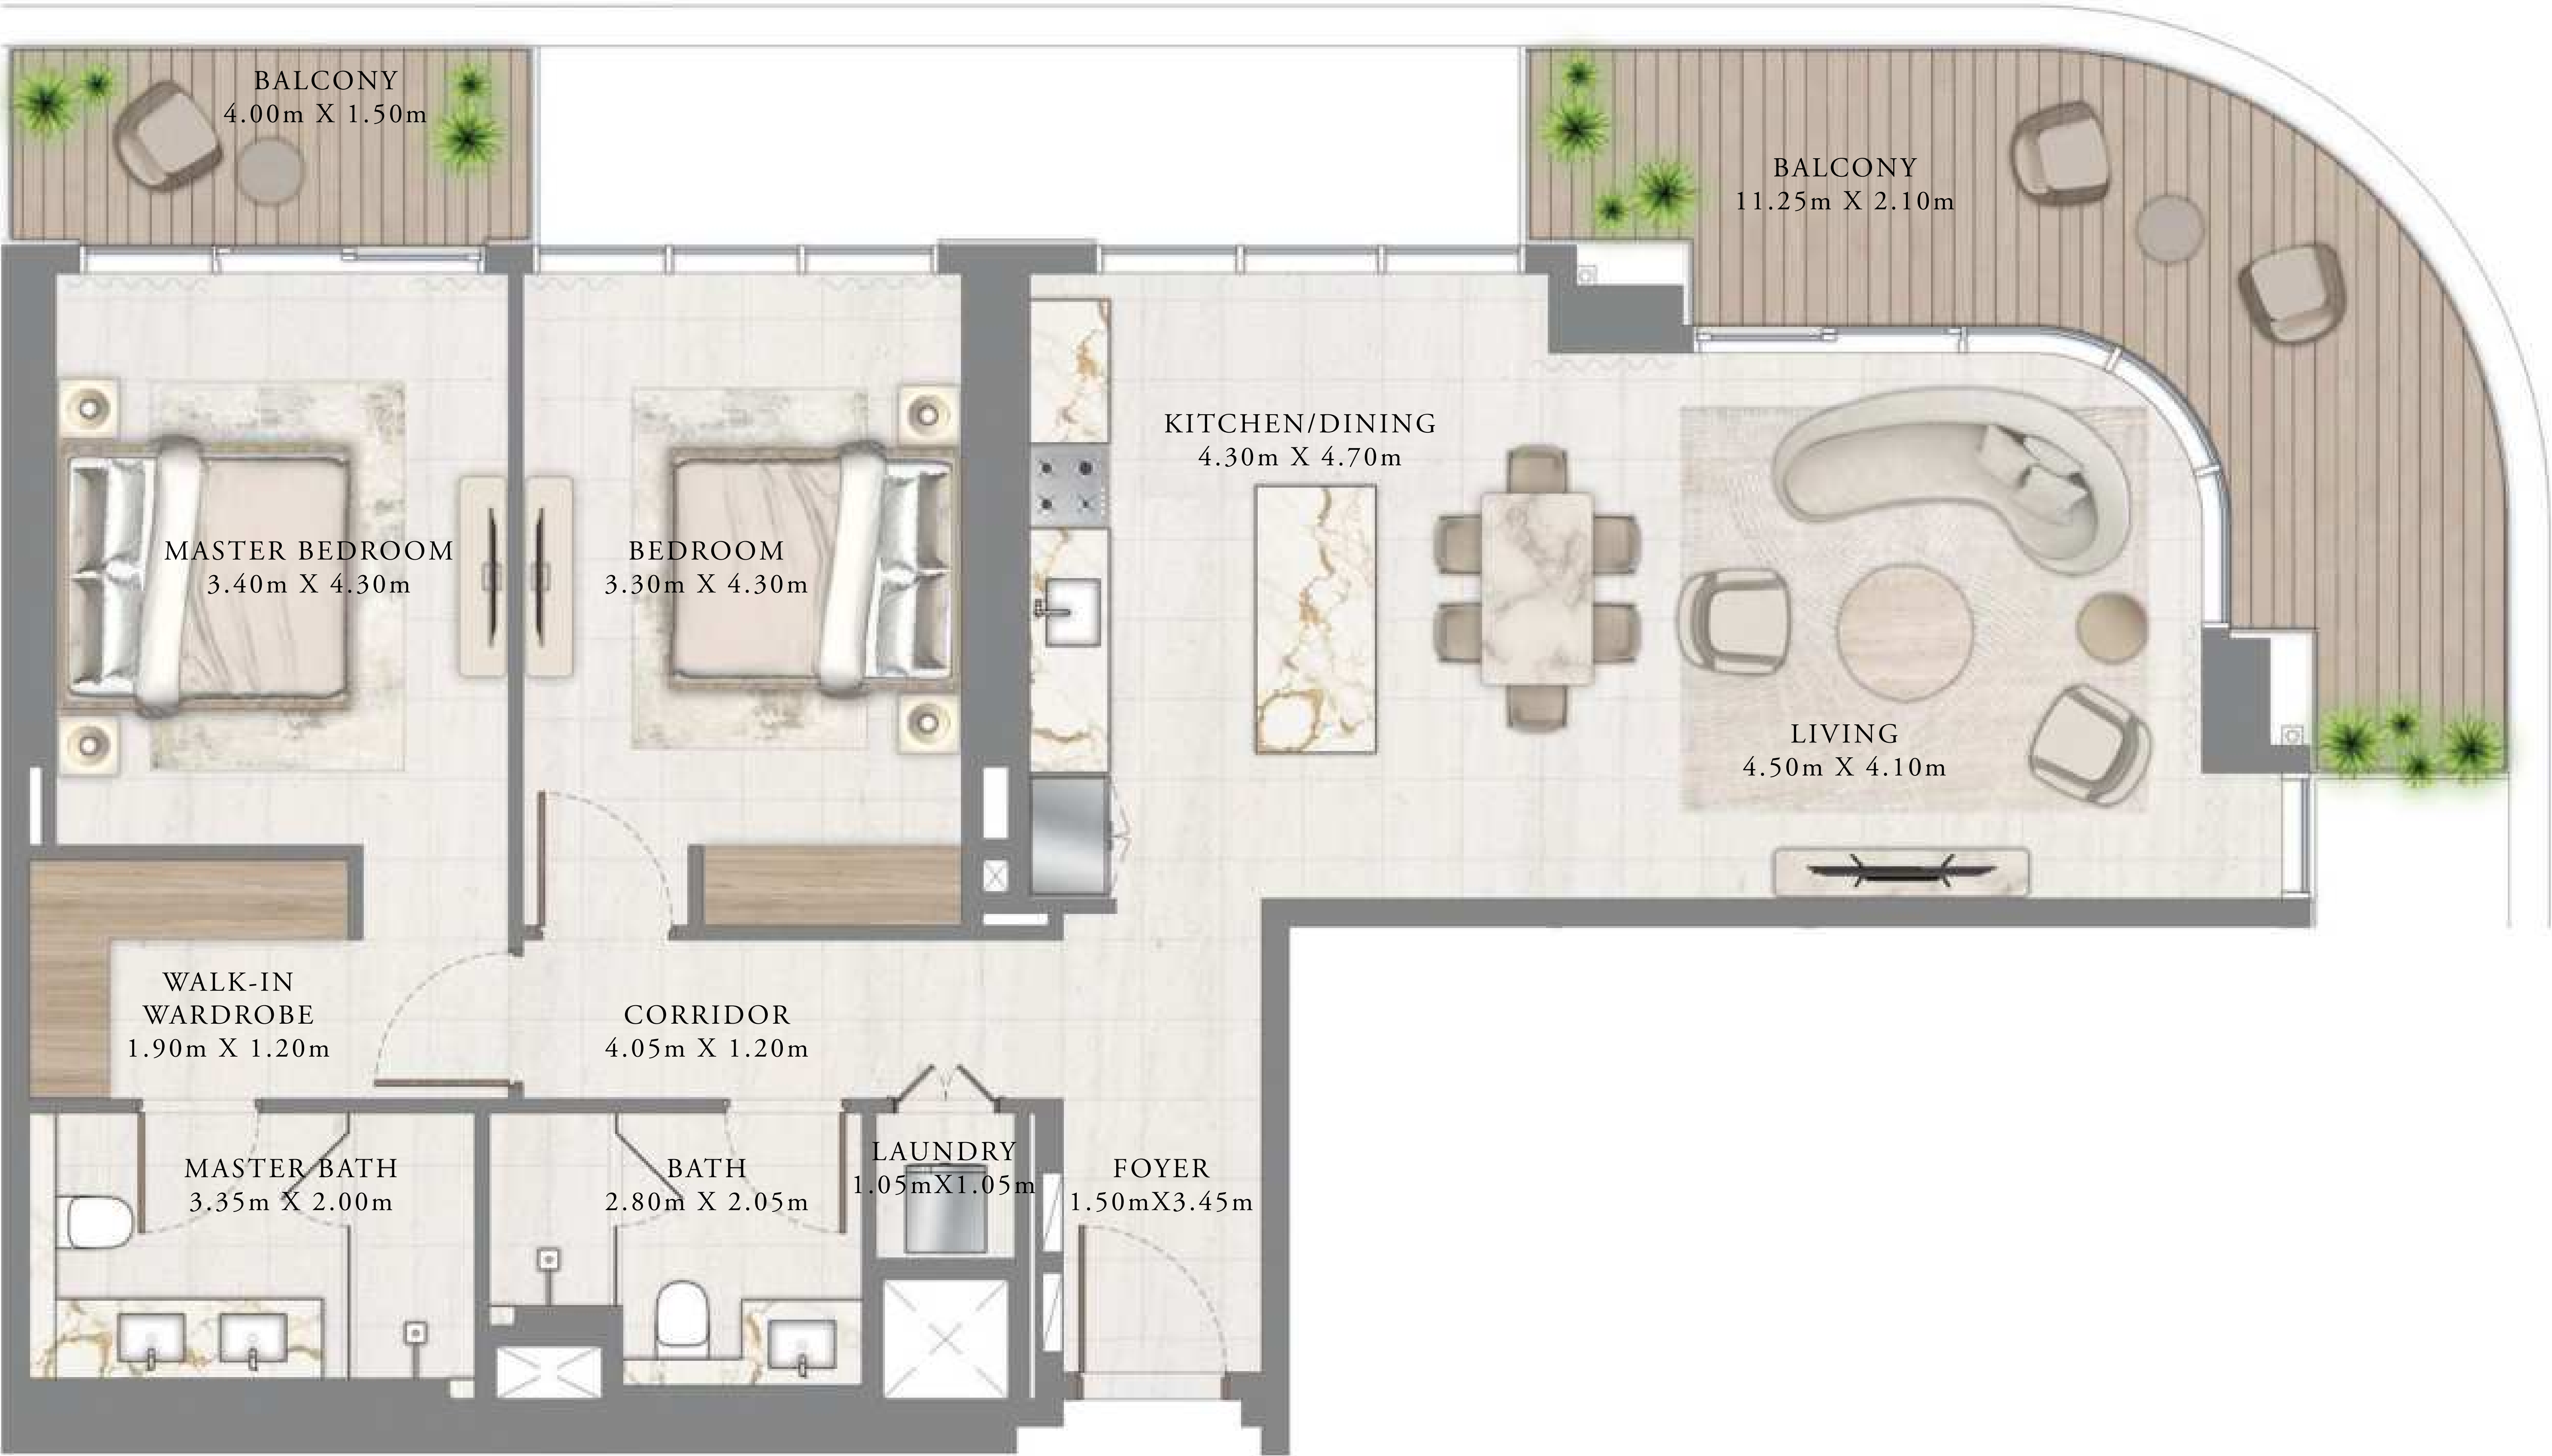 BALCONY
4.00m X 1.50m
BALCONY
11.25m X 2.10m
KITCHEN/DINING
4.30m X 4.70m
MASTER BEDROOM
3.40m X 4.30m
BEDROOM
3.30m X 4.30m
LIVING
4.50m X 4.10m
WALK-IN
WARDROBE
1.90m X 1.20m
CORRIDOR
4.05m X 1.20m
MASTER BATH
3.35m X 2.00m
BATH
2.80m X 2.05m
LAUNDRY
1.05mX1.05m
FOYER
1.50mX3.45m